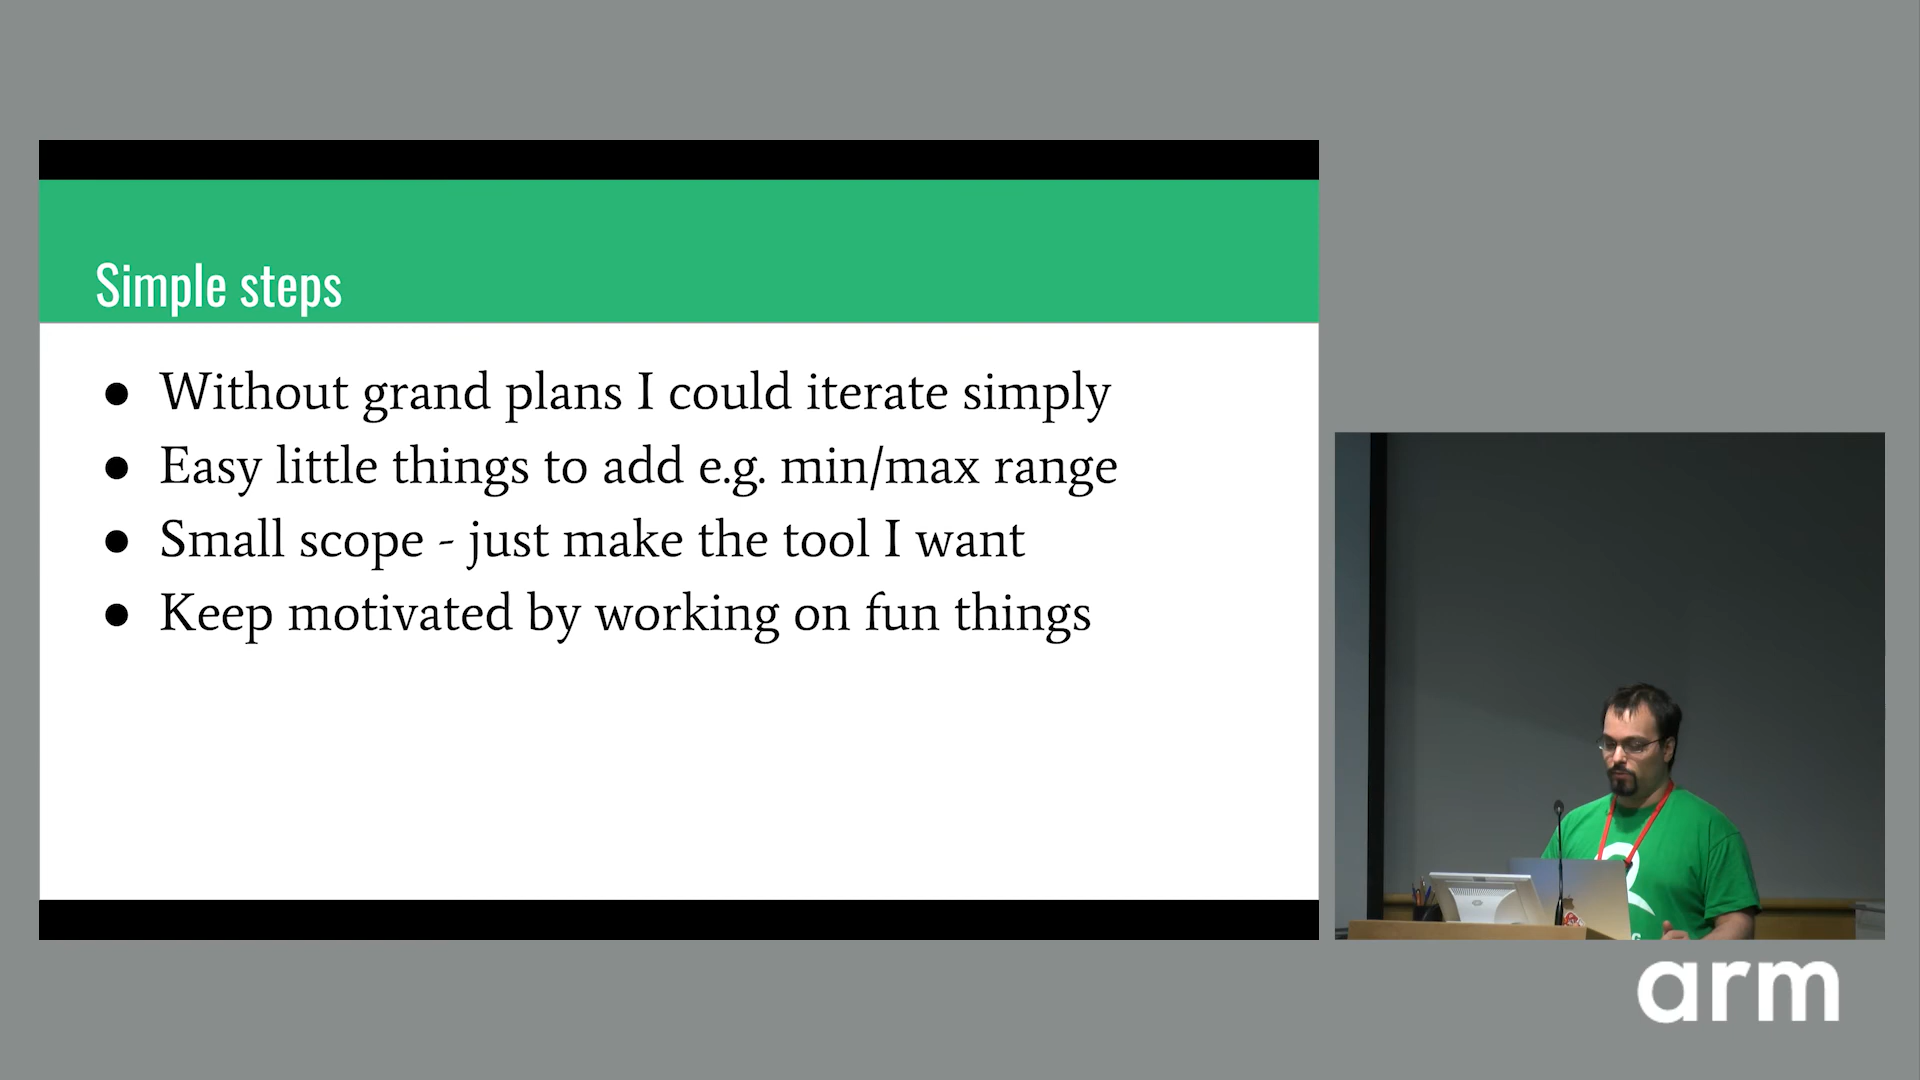 Simple steps
● Without grand plans I could iterate simply
● Easy little things to add e.g. min/max range
● Small scope - just make the tool I want
● Keep motivated by working on fun things
arm